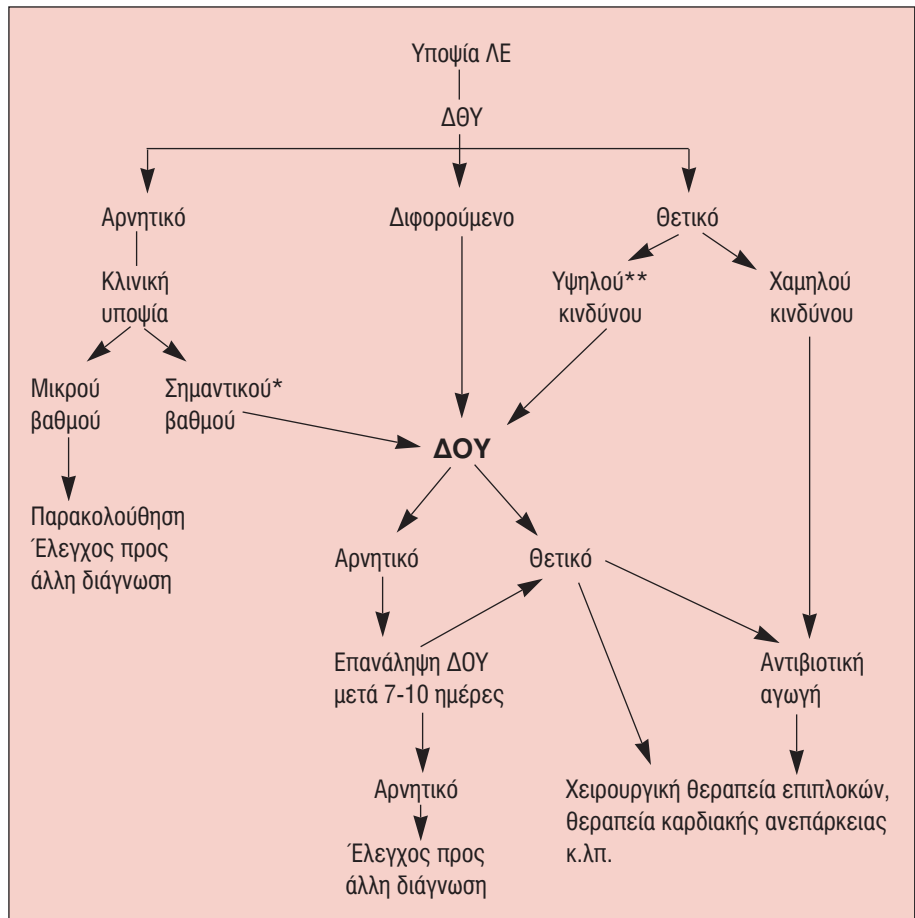 Υποψία ΛΕ
ΔΘΥ
Αρνητικό
Διφορούμενο
Θετικό
Κλινική
υποψία
Υψηλού**
κινδύνου
Χαμηλού
κινδύνου
Μικρού
βαθμού
Σημαντικού*
βαθμού
ΔΟΥ
Παρακολούθηση
Έλεγχος προς
άλλη διάγνωση
Αρνητικό
Θετικό
Επανάληψη ΔΟΥ
μετά 7-10 ημέρες
Αντιβιοτική
αγωγή
Αρνητικό
Χειρουργική θεραπεία επιπλοκών,
θεραπεία καρδιακής ανεπάρκειας
κ.λπ.
Έλεγχος προς
άλλη διάγνωση